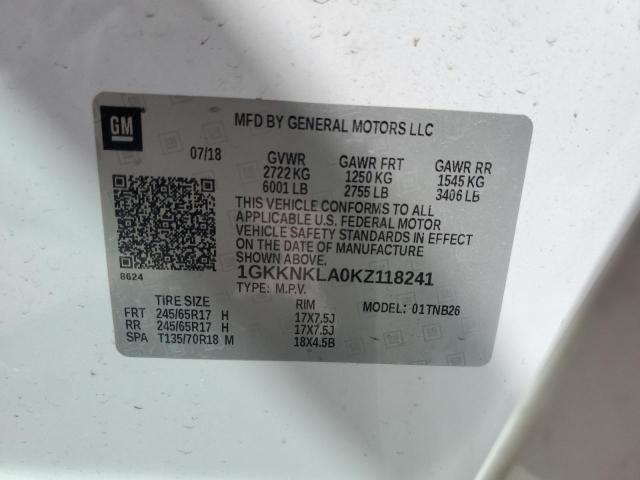 GM
MFD BY GENERAL MOTORS LLC
07/18 GVWR GAWR FRT GAWR RR
2722 KG 1250 KG 1545 KG
6001 LB 2755 LB 3406 LB
THIS VEHICLE CONFORMS TO ALL
APPLICABLE U.S. FEDERAL MOTOR
VEHICLE SAFETY STANDARDS IN EFFECT
ON THE DATE OF MANUFACTURE
SHOWN ABOVE.
8624 1GKKNKLA0KZ118241
TYPE: M.P.V.
TIRE SIZE RIM MODEL: 01TNB26
FRT 245/65R17 H 17X7.5J
RR 245/65R17 H 17X7.5J
SPA T135/70R18 M 18X4.5B